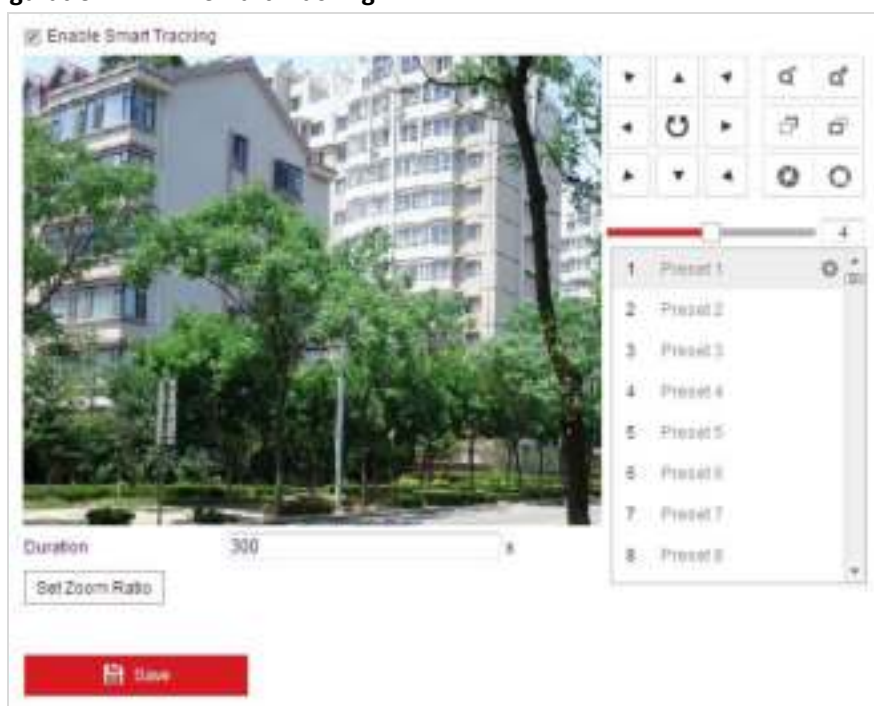 Enable Smart Tracking
4
1 Preset 1
2 Preset 2
3 Preset 3
4 Preset 4
5 Preset 5
6 Preset 6
7 Preset 7
8 Preset 8
Duration 300 s
Set Zoom Ratio
Save